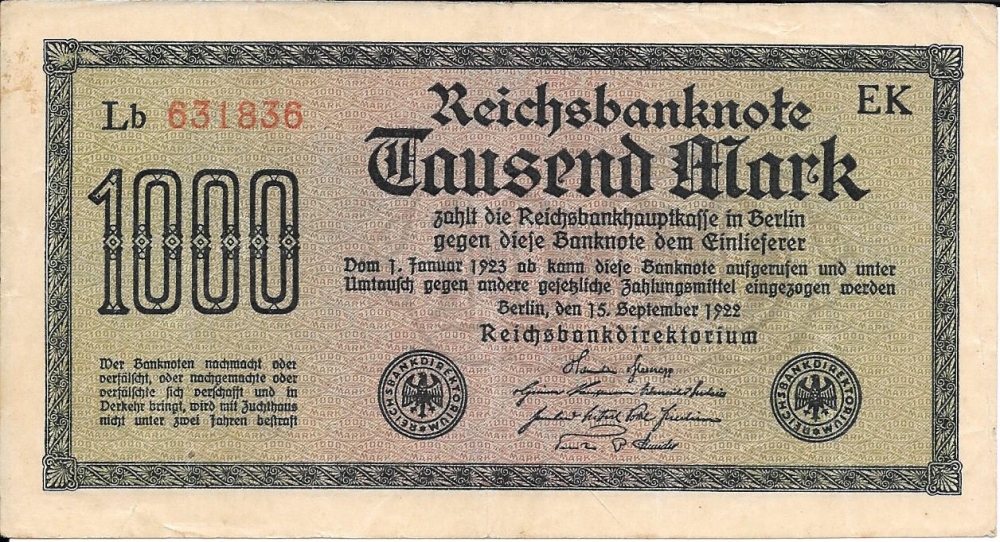 Lb 631836
EK
Reichsbanknote
Tausend Mark
1000
zahlt die Reichsbankhauptkasse in Berlin
gegen diese Banknote dem Einlieferer
Vom 1. Januar 1923 ab kann diese Banknote aufgerufen und unter
Umtausch gegen andere gesetzliche Zahlungsmittel eingezogen werden
Berlin, den 15. September 1922
Reichsbankdirektorium
Wer Banknoten nachmacht oder
verfälscht, oder nachgemachte oder
verfälschte sich verschafft und in
Verkehr bringt, wird mit Zuchthaus
nicht unter zwei Jahren bestraft
REICHSBANKDIREKTORIUM
REICHSBANKDIREKTORIUM